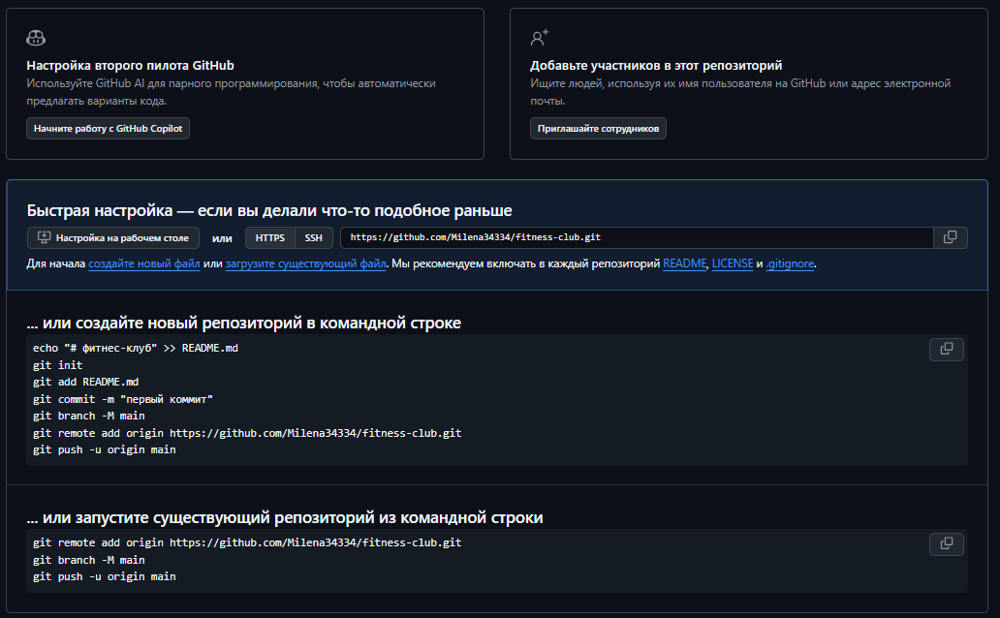 Настройка второго пилота GitHub
Используйте GitHub AI для парного программирования, чтобы автоматически
предлагать варианты кода.
Начните работу с GitHub Copilot
Добавьте участников в этот репозиторий
Ищите людей, используя их имя пользователя на GitHub или адрес электронной
почты.
Приглашайте сотрудников
Быстрая настройка — если вы делали что-то подобное раньше
Настройка на рабочем столе или HTTPS SSH https://github.com/Milena34334/fitness-club.git
Для начала создайте новый файл или загрузите существующий файл. Мы рекомендуем включать в каждый репозиторий README, LICENSE и .gitignore.
... или создайте новый репозиторий в командной строке
echo "# фитнес-клуб" >> README.md
git init
git add README.md
git commit -m "первый коммит"
git branch -M main
git remote add origin https://github.com/Milena34334/fitness-club.git
git push -u origin main
... или запустите существующий репозиторий из командной строки
git remote add origin https://github.com/Milena34334/fitness-club.git
git branch -M main
git push -u origin main